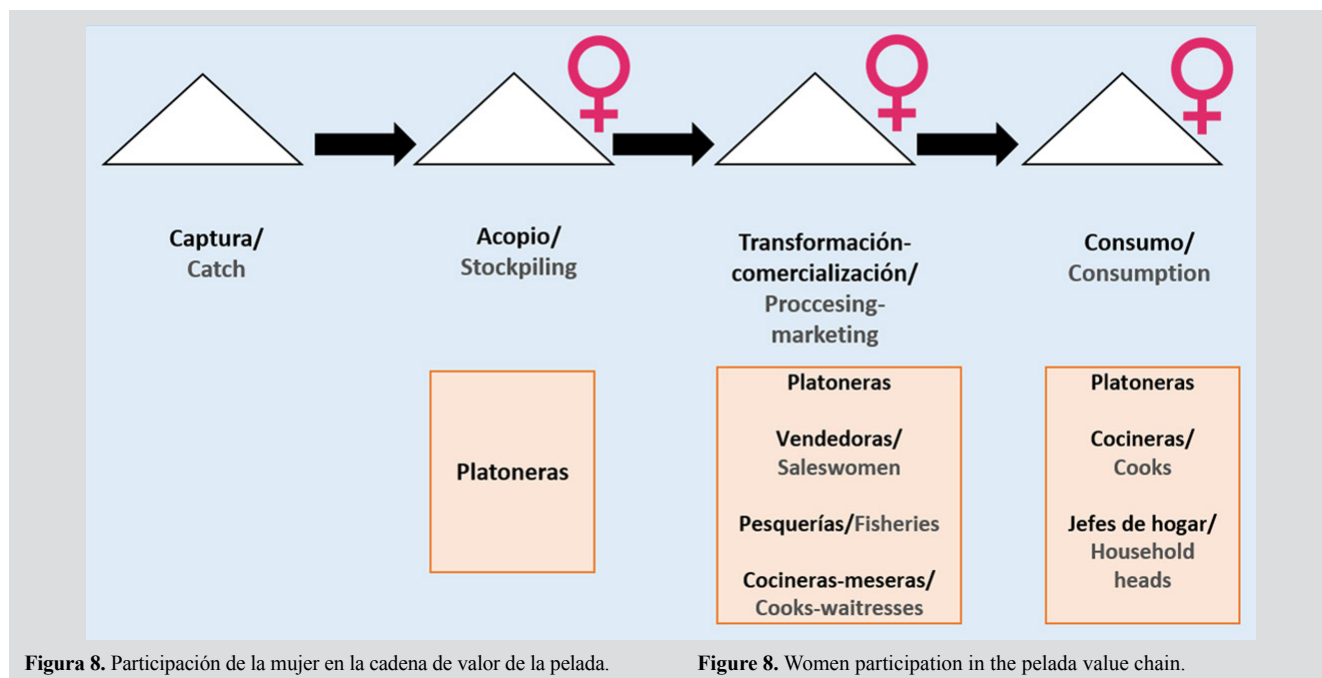 Captura/
Catch
Acopio/
Stockpiling
Transformación-
comercialización/
Proccesing-
marketing
Consumo/
Consumption
Platoneras
Platoneras
Vendedoras/
Saleswomen
Pesquerías/Fisheries
Cocineras-meseras/
Cooks-waitresses
Platoneras
Cocineras/
Cooks
Jefes de hogar/
Household
heads
Figura 8. Participación de la mujer en la cadena de valor de la pelada.
Figure 8. Women participation in the pelada value chain.